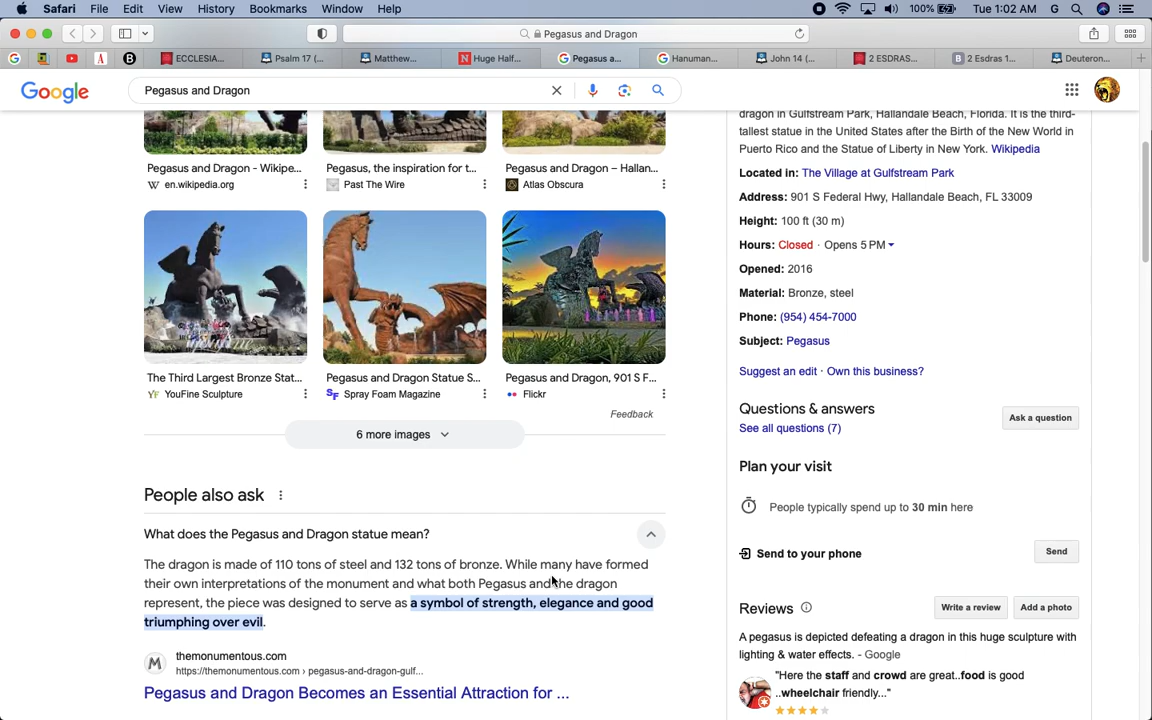 Safari File Edit View History Bookmarks Window Help 100% Tue 1:02 AM G
Pegasus and Dragon
G A B ECCLESIA... Psalm 17 (... Matthew... N Huge Half... G Pegasus a... G Hanuman... John 14 (... 2 ESDRAS... B 2 Esdras 1... Deuteron... +
Google Pegasus and Dragon
Pegasus and Dragon - Wikipe... Pegasus, the inspiration for t... Pegasus and Dragon – Hallan...
W en.wikipedia.org Past The Wire Atlas Obscura
The Third Largest Bronze Stat... Pegasus and Dragon Statue S... Pegasus and Dragon, 901 S F...
YF YouFine Sculpture SF Spray Foam Magazine Flickr
Feedback
6 more images
People also ask
What does the Pegasus and Dragon statue mean?
The dragon is made of 110 tons of steel and 132 tons of bronze. While many have formed
their own interpretations of the monument and what both Pegasus and the dragon
represent, the piece was designed to serve as a symbol of strength, elegance and good
triumphing over evil.
M themonumentous.com
https://themonumentous.com › pegasus-and-dragon-gulf...
Pegasus and Dragon Becomes an Essential Attraction for ...
dragon in Gulfstream Park, Hallandale Beach, Florida. It is the third-
tallest statue in the United States after the Birth of the New World in
Puerto Rico and the Statue of Liberty in New York. Wikipedia
Located in: The Village at Gulfstream Park
Address: 901 S Federal Hwy, Hallandale Beach, FL 33009
Height: 100 ft (30 m)
Hours: Closed · Opens 5 PM
Opened: 2016
Material: Bronze, steel
Phone: (954) 454-7000
Subject: Pegasus
Suggest an edit · Own this business?
Questions & answers
See all questions (7)
Ask a question
Plan your visit
People typically spend up to 30 min here
Send to your phone
Send
Reviews
Write a review Add a photo
A pegasus is depicted defeating a dragon in this huge sculpture with
lighting & water effects. - Google
"Here the staff and crowd are great..food is good
..wheelchair friendly..."